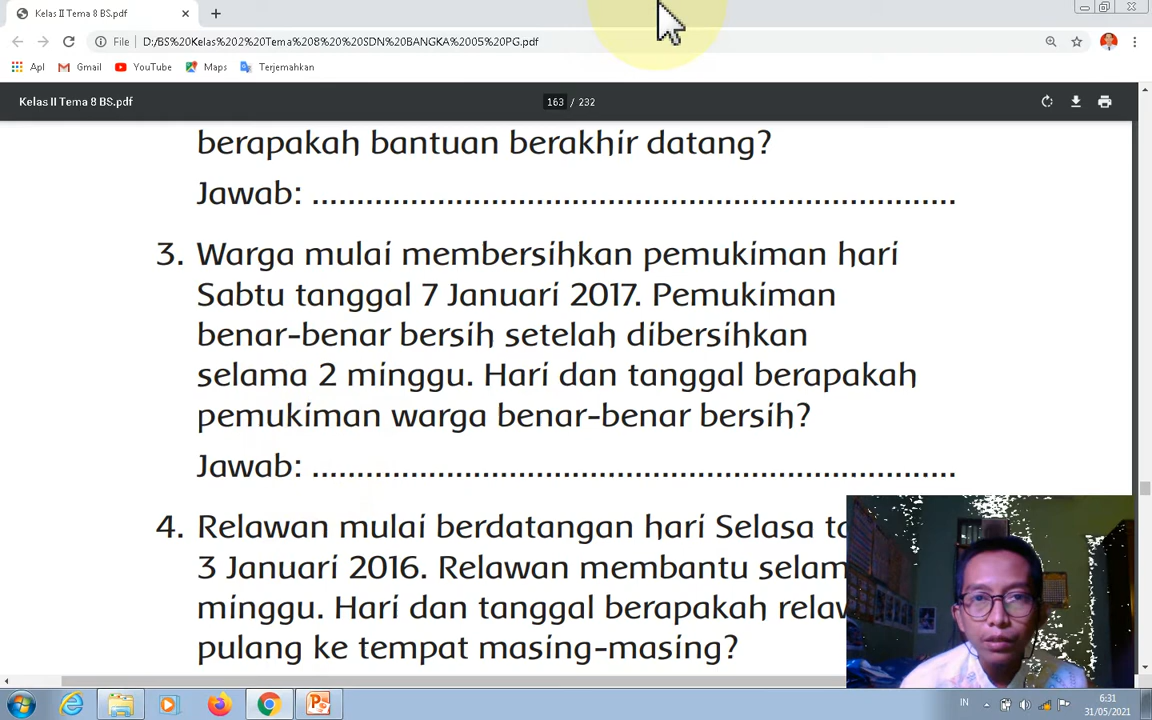 Kelas II Tema 8 BS.pdf
File D:/BS%20Kelas%202%20Tema%208%20%20SDN%20BANGKA%2005%20PG.pdf
Apl Gmail YouTube Maps Terjemahkan
Kelas II Tema 8 BS.pdf 163 / 232
berapakah bantuan berakhir datang?
Jawab: ........................................................................
3. Warga mulai membersihkan pemukiman hari
Sabtu tanggal 7 Januari 2017. Pemukiman
benar-benar bersih setelah dibersihkan
selama 2 minggu. Hari dan tanggal berapakah
pemukiman warga benar-benar bersih?
Jawab: ........................................................................
4. Relawan mulai berdatangan hari Selasa ta
3 Januari 2016. Relawan membantu selam
minggu. Hari dan tanggal berapakah relaw
pulang ke tempat masing-masing?
IN 6:31
31/05/2021